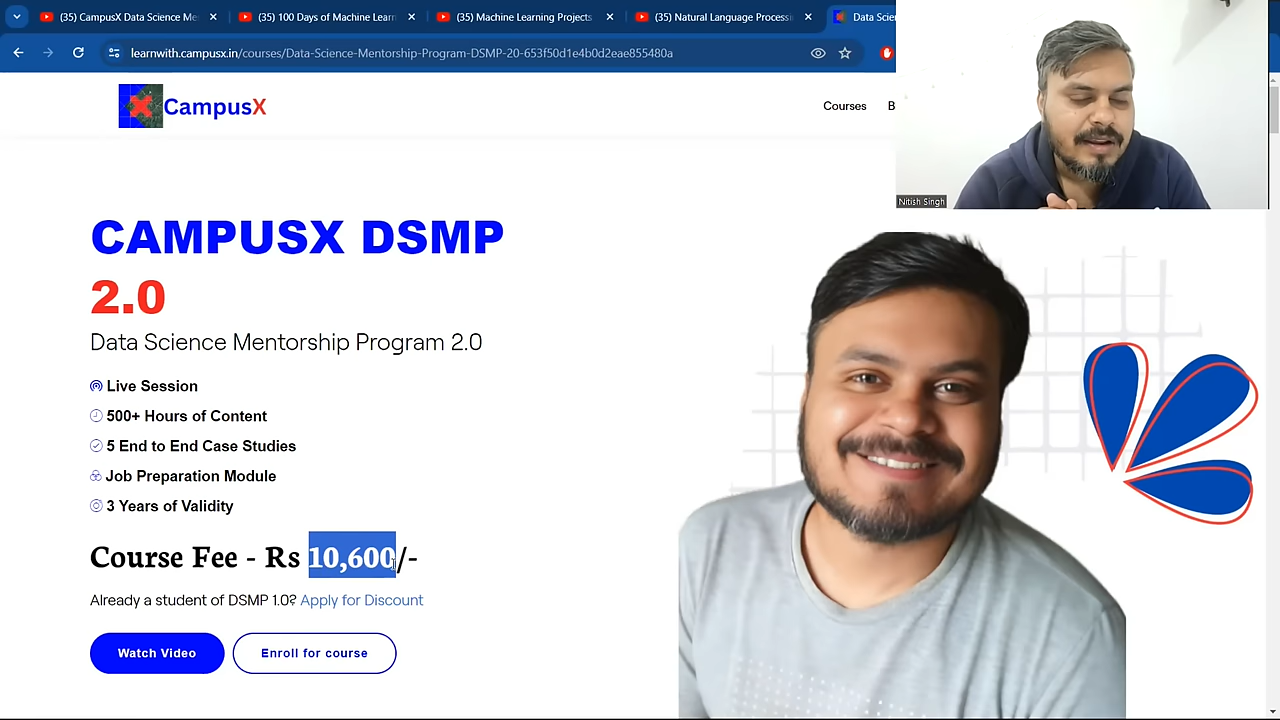 (35) CampusX Data Science Me
(35) 100 Days of Machine Learn
(35) Machine Learning Projects
(35) Natural Language Processi
Data Scien
learnwith.campusx.in/courses/Data-Science-Mentorship-Program-DSMP-20-653f50d1e4b0d2eae855480a
CampusX
Courses
B
Nitish Singh
CAMPUSX DSMP
2.0
Data Science Mentorship Program 2.0
Live Session
500+ Hours of Content
5 End to End Case Studies
Job Preparation Module
3 Years of Validity
Course Fee - Rs 10,600/-
Already a student of DSMP 1.0? Apply for Discount
Watch Video
Enroll for course